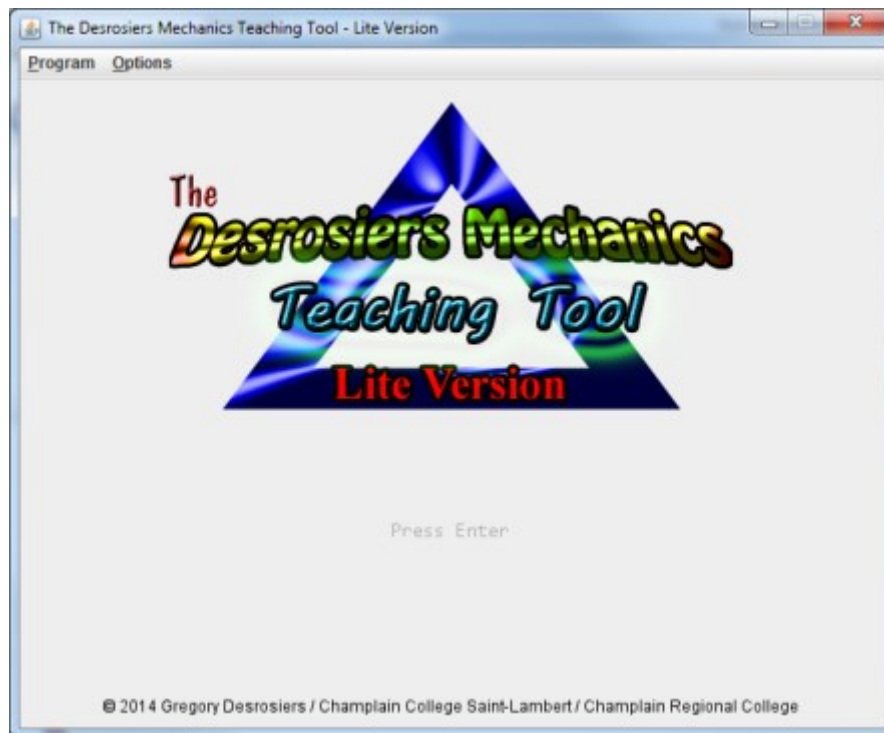 The Desrosiers Mechanics Teaching Tool - Lite Version
Program Options
The
Desrosiers Mechanics
Teaching Tool
Lite Version
Press Enter
© 2014 Gregory Desrosiers / Champlain College Saint-Lambert / Champlain Regional College